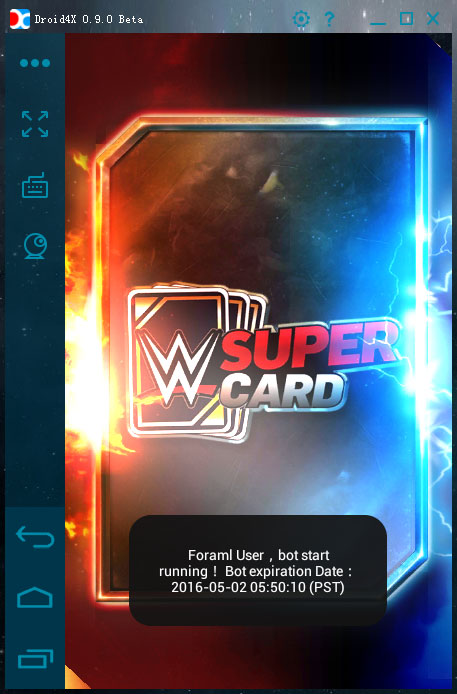 Droid4X 0.9.0 Beta
?
W
SUPER
CARD
Foraml User，bot start
running！ Bot expiration Date：
2016-05-02 05:50:10 (PST)